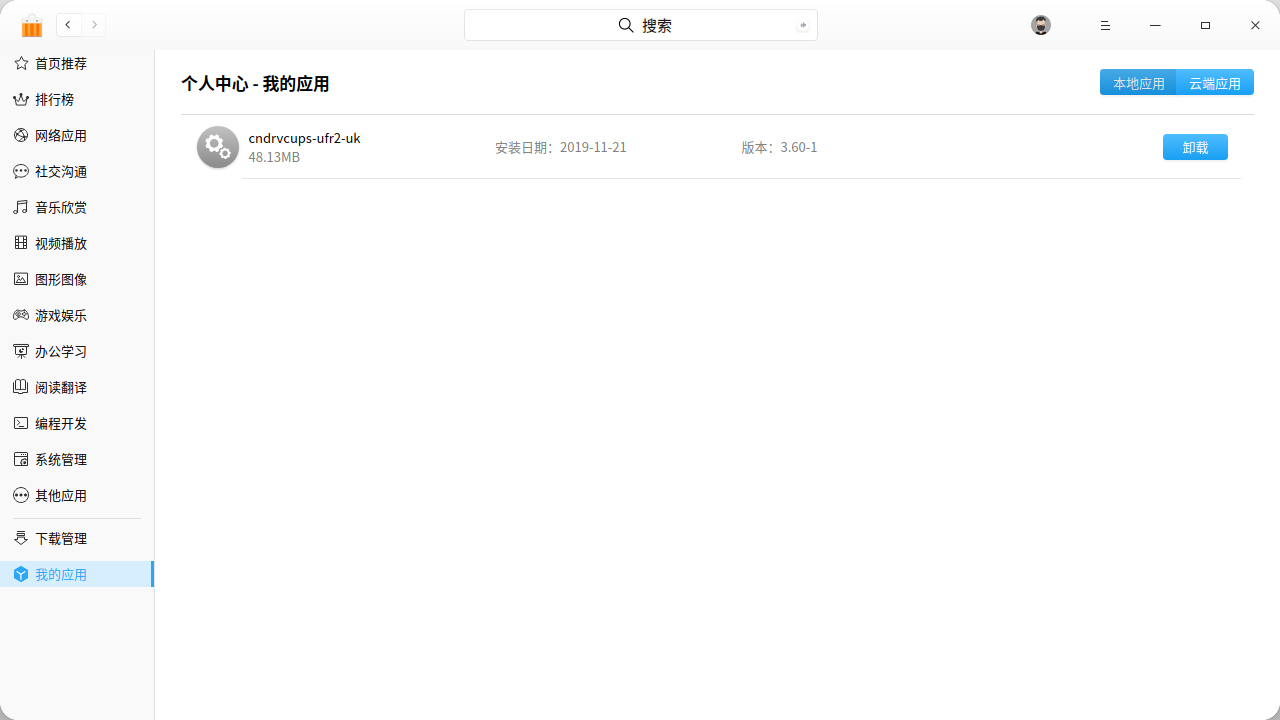 搜索
首页推荐
排行榜
网络应用
社交沟通
音乐欣赏
视频播放
图形图像
游戏娱乐
办公学习
阅读翻译
编程开发
系统管理
其他应用
下载管理
我的应用
个人中心 - 我的应用
本地应用 云端应用
cndrvcups-ufr2-uk
48.13MB
安装日期：2019-11-21
版本：3.60-1
卸载